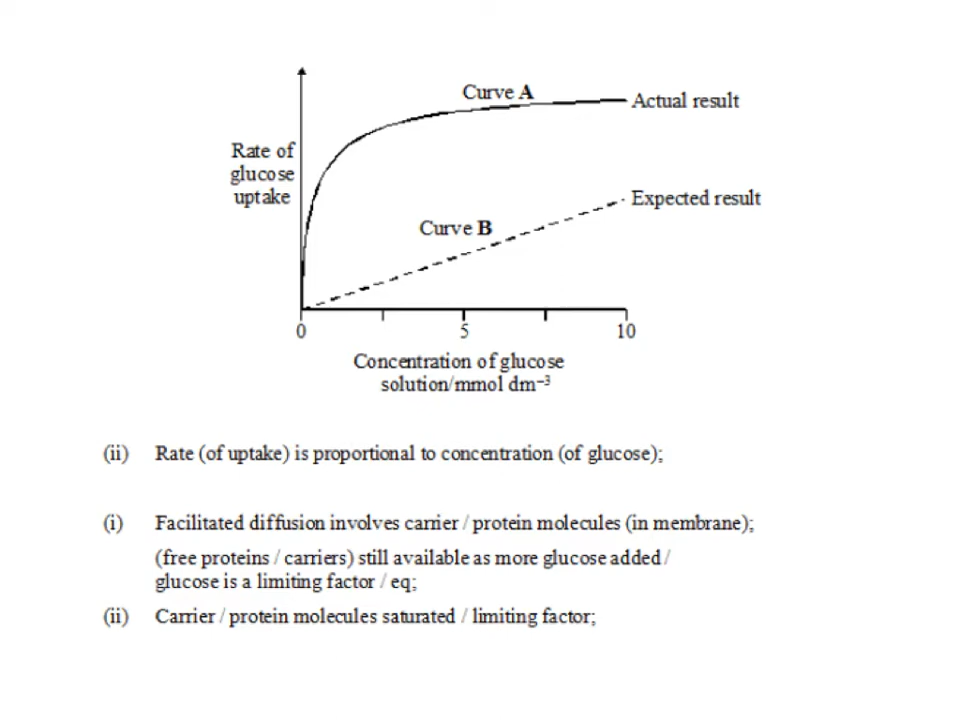 Curve A
Actual result
Rate of
glucose
uptake
Expected result
Curve B
0 5 10
Concentration of glucose
solution/mmol dm⁻³
(ii) Rate (of uptake) is proportional to concentration (of glucose);
(i) Facilitated diffusion involves carrier / protein molecules (in membrane);
(free proteins / carriers) still available as more glucose added /
glucose is a limiting factor / eq;
(ii) Carrier / protein molecules saturated / limiting factor;